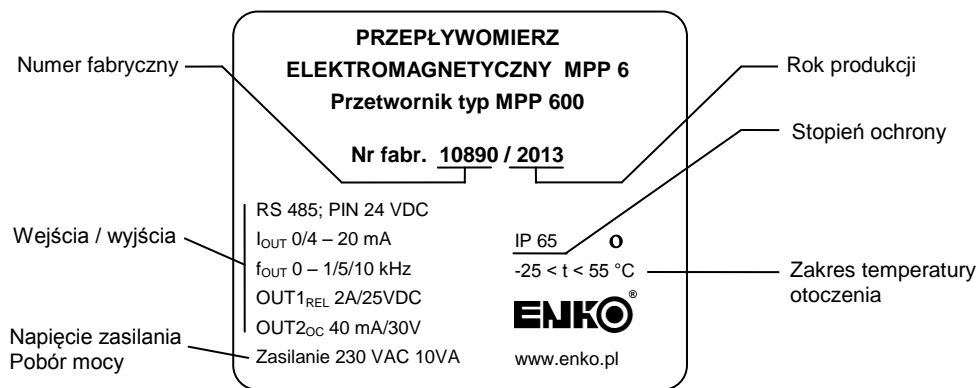 PRZEPŁYWOMIERZ
ELEKTROMAGNETYCZNY MPP 6
Przetwornik typ MPP 600
Nr fabr. 10890 / 2013
RS 485; PIN 24 VDC
IOUT 0/4 – 20 mA
fOUT 0 – 1/5/10 kHz
OUT1REL 2A/25VDC
OUT2OC 40 mA/30V
Zasilanie 230 VAC 10VA
IP 65 o
-25 < t < 55 °C
ENKO®
www.enko.pl
Numer fabryczny
Wejścia / wyjścia
Napięcie zasilania
Pobór mocy
Rok produkcji
Stopień ochrony
Zakres temperatury
otoczenia